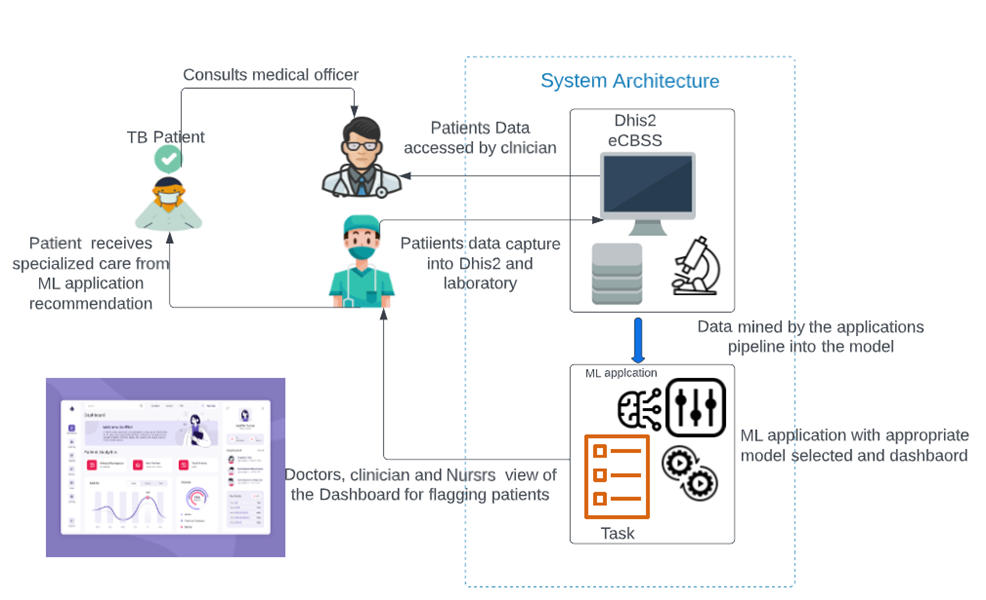 System Architecture
Consults medical officer
TB Patient
Patients Data
accessed by clnician
Dhis2
eCBSS
Patient receives
specialized care from
ML application
recommendation
Patiients data capture
into Dhis2 and
laboratory
Data mined by the applications
pipeline into the model
ML applcation
ML application with appropriate
model selected and dashbaord
Task
Doctors, clinician and Nursrs view of
the Dashboard for flagging patients
Dashboard
Patient Analytics